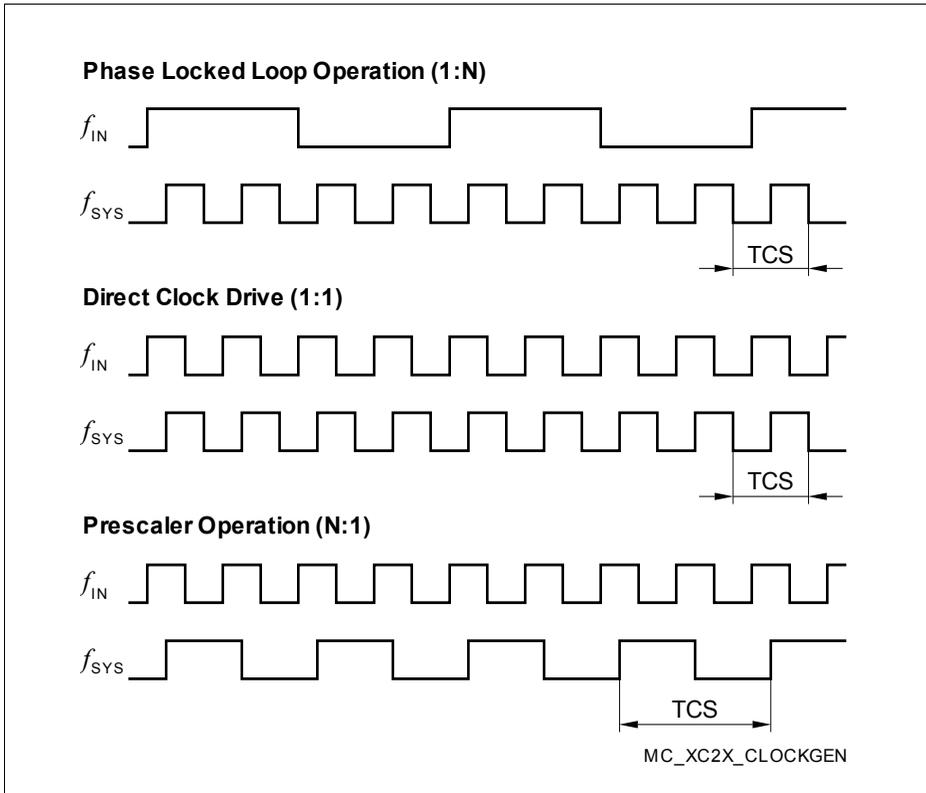 Phase Locked Loop Operation (1:N)
fIN
fSYS
TCS
Direct Clock Drive (1:1)
fIN
fSYS
TCS
Prescaler Operation (N:1)
fIN
fSYS
TCS
MC_XC2X_CLOCKGEN